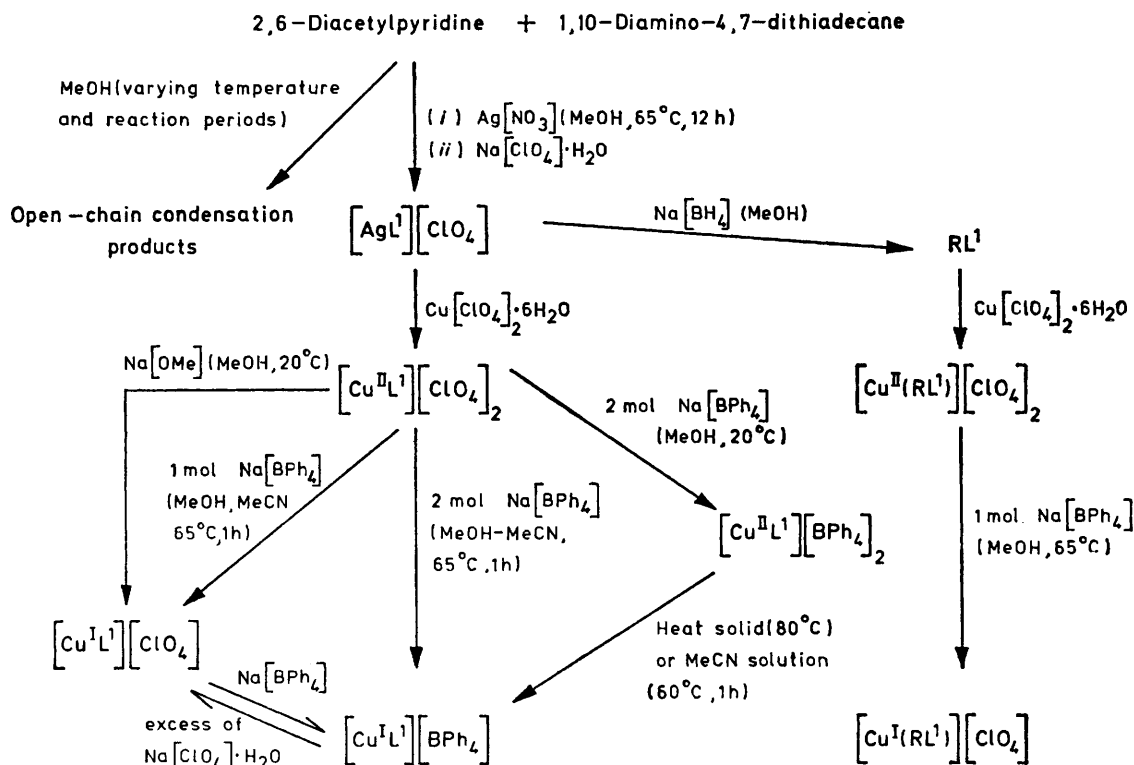 2,6-Diacetylpyridine + 1,10-Diamino-4,7-dithiadecane
MeOH(varying temperature
and reaction periods)
(i) Ag[NO₃](MeOH,65°C,12 h)
(ii) Na[ClO₄]·H₂O
Open-chain condensation
products
[AgL¹][ClO₄]
Na[BH₄](MeOH)
RL¹
Cu[ClO₄]₂·6H₂O
Cu[ClO₄]₂·6H₂O
Na[OMe](MeOH,20°C)
[CuᴵᴵL¹][ClO₄]₂
2 mol Na[BPh₄]
(MeOH,20°C)
[Cuᴵᴵ(RL¹)][ClO₄]₂
1 mol Na[BPh₄]
(MeOH,MeCN
65°C,1h)
2 mol Na[BPh₄]
(MeOH-MeCN,
65°C,1h)
[CuᴵᴵL¹][BPh₄]₂
1 mol. Na[BPh₄]
(MeOH,65°C)
[CuᴵL¹][ClO₄]
Heat solid(80°C)
or MeCN solution
(60°C,1h)
Na[BPh₄]
excess of
Na[ClO₄]·H₂O
[CuᴵL¹][BPh₄]
[Cuᴵ(RL¹)][ClO₄]